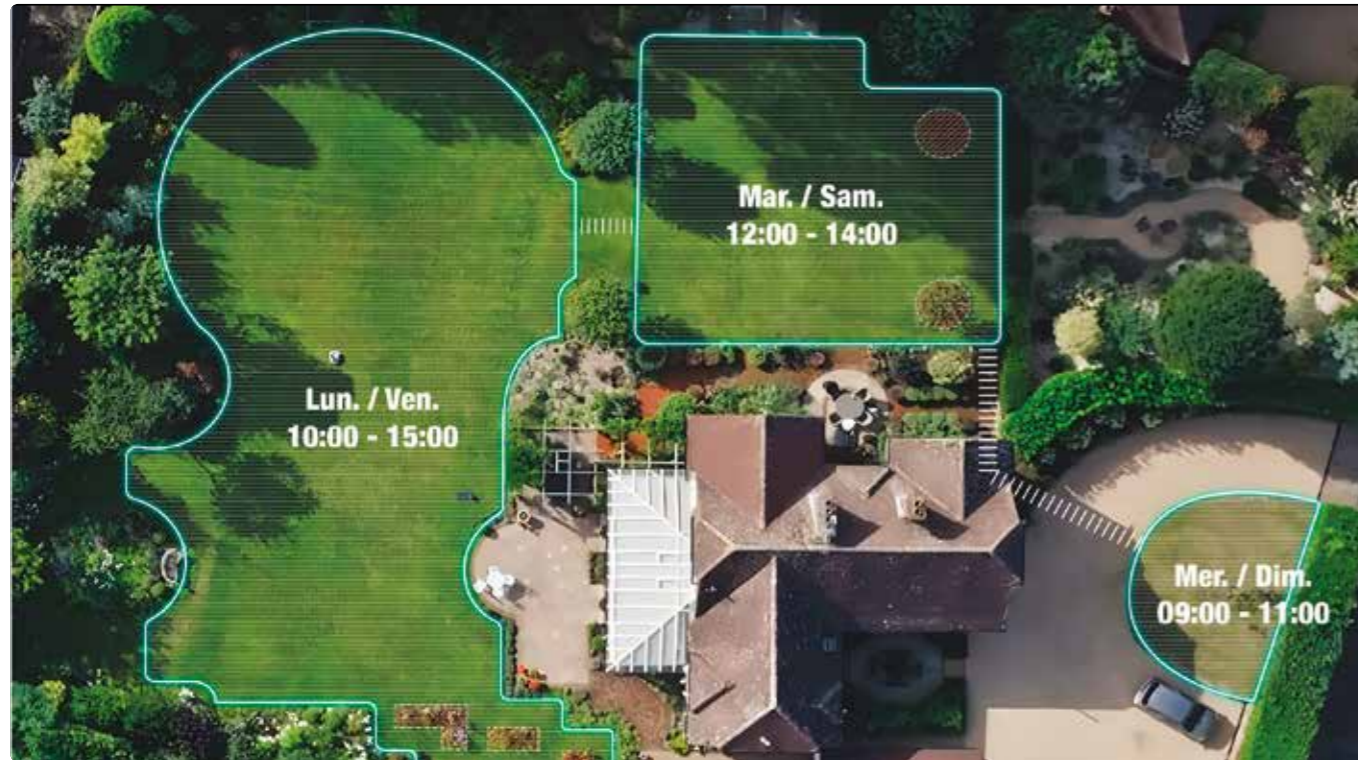 Mar. / Sam.
12:00 - 14:00
Lun. / Ven.
10:00 - 15:00
Mer. / Dim.
09:00 - 11:00